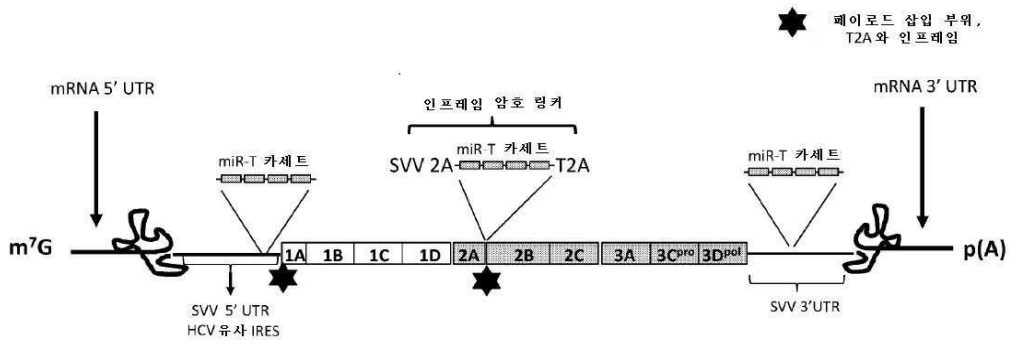 페이로드 삽입 부위,
T2A와 인프레임
mRNA 5' UTR
mRNA 3' UTR
인프레임 암호 링커
miR-T 카세트
SVV 2A
miR-T 카세트
T2A
miR-T 카세트
m⁷G
1A
1B
1C
1D
2A
2B
2C
3A
3Cᵖʳᵒ
3Dᵖᵒˡ
p(A)
SVV 5' UTR
HCV 유사 IRES
SVV 3'UTR